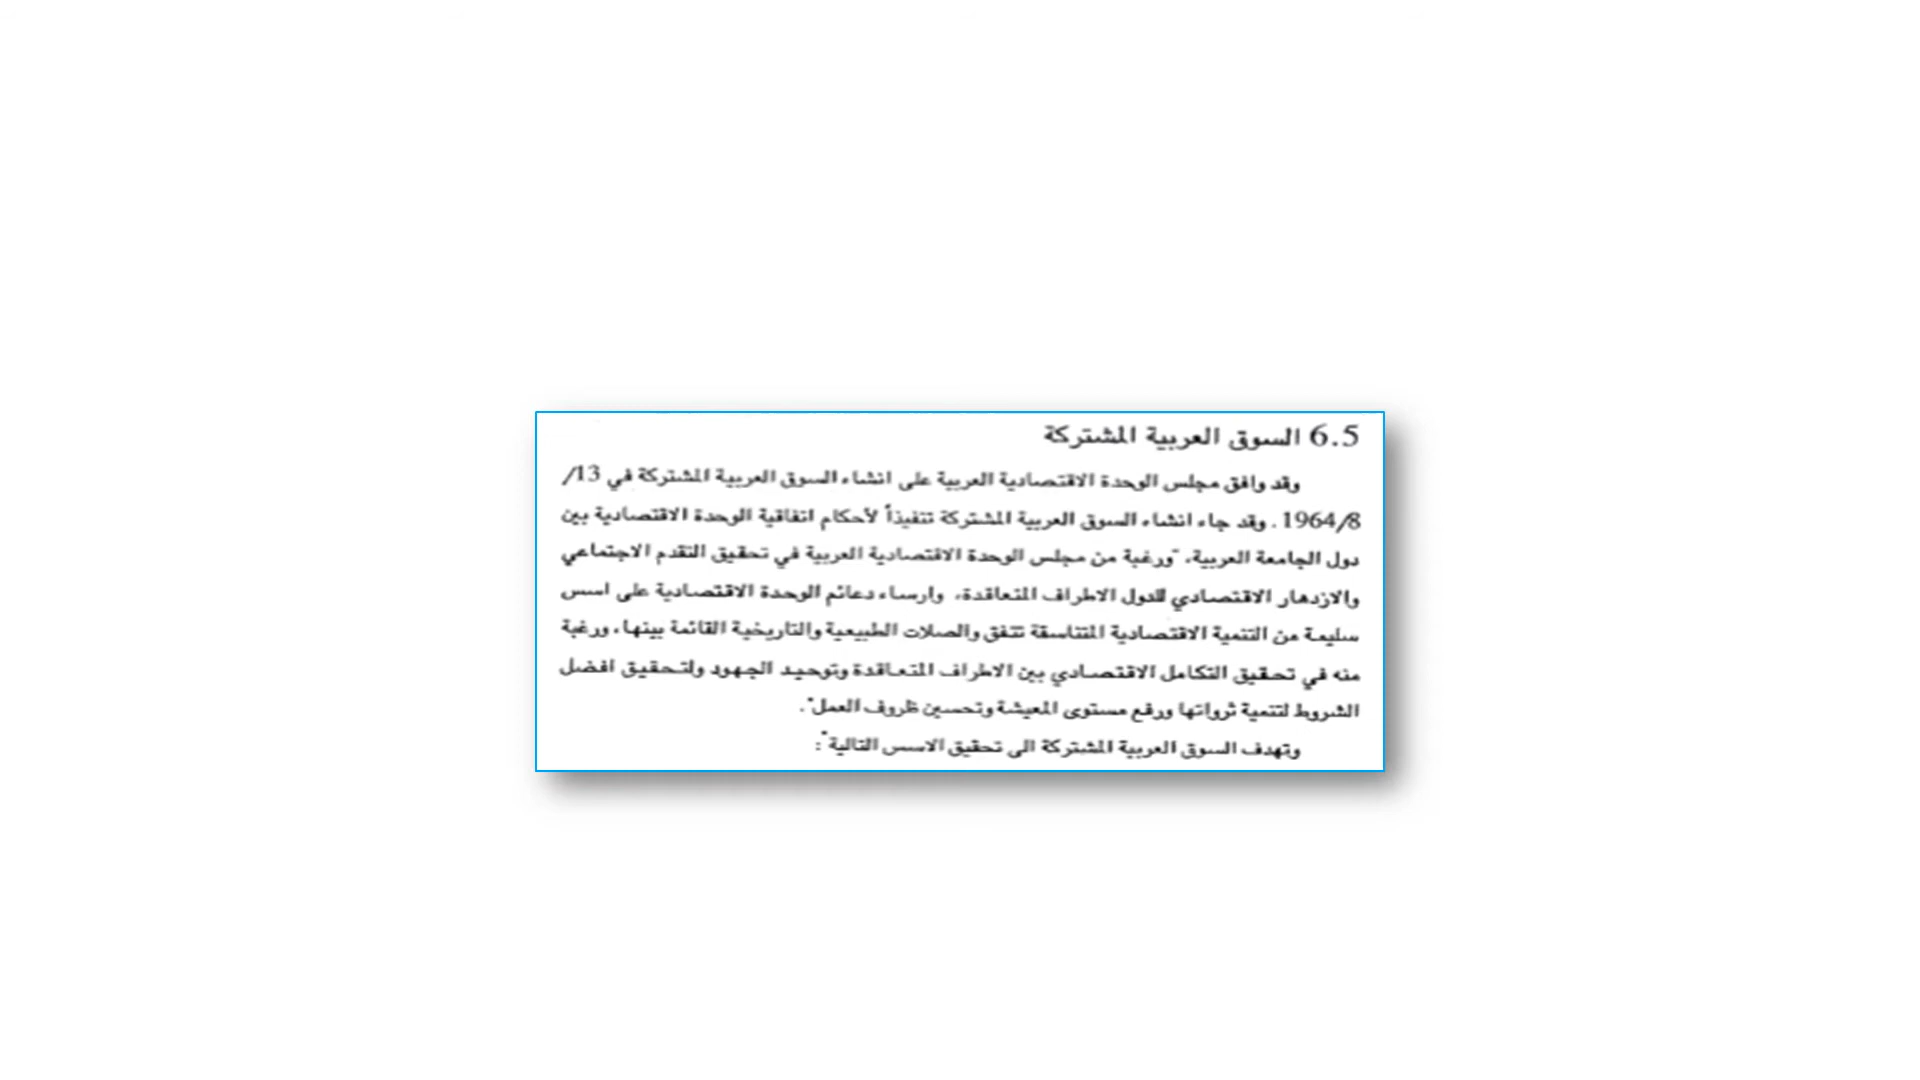 6.5 السوق العربية المشتركة
وقد وافق مجلس الوحدة الاقتصادية العربية على انشاء السوق العربية المشتركة في 13/
1964/8. وقد جاء انشاء السوق العربية المشتركة تنفيذاً لأحكام اتفاقية الوحدة الاقتصادية بين
دول الجامعة العربية، "ورغبة من مجلس الوحدة الاقتصادية العربية في تحقيق التقدم الاجتماعي
والازدهار الاقتصادي للدول الاطراف المتعاقدة، وارساء دعائم الوحدة الاقتصادية على اسس
سليمة من التنمية الاقتصادية المتناسقة تتفق والصلات الطبيعية والتاريخية القائمة بينها، ورغبة
منه في تحقيق التكامل الاقتصادي بين الاطراف المتعاقدة وتوحيد الجهود ولتحقيق افضل
الشروط لتنمية ثرواتها ورفع مستوى المعيشة وتحسين ظروف العمل".
وتهدف السوق العربية المشتركة الى تحقيق الاسس التالية":